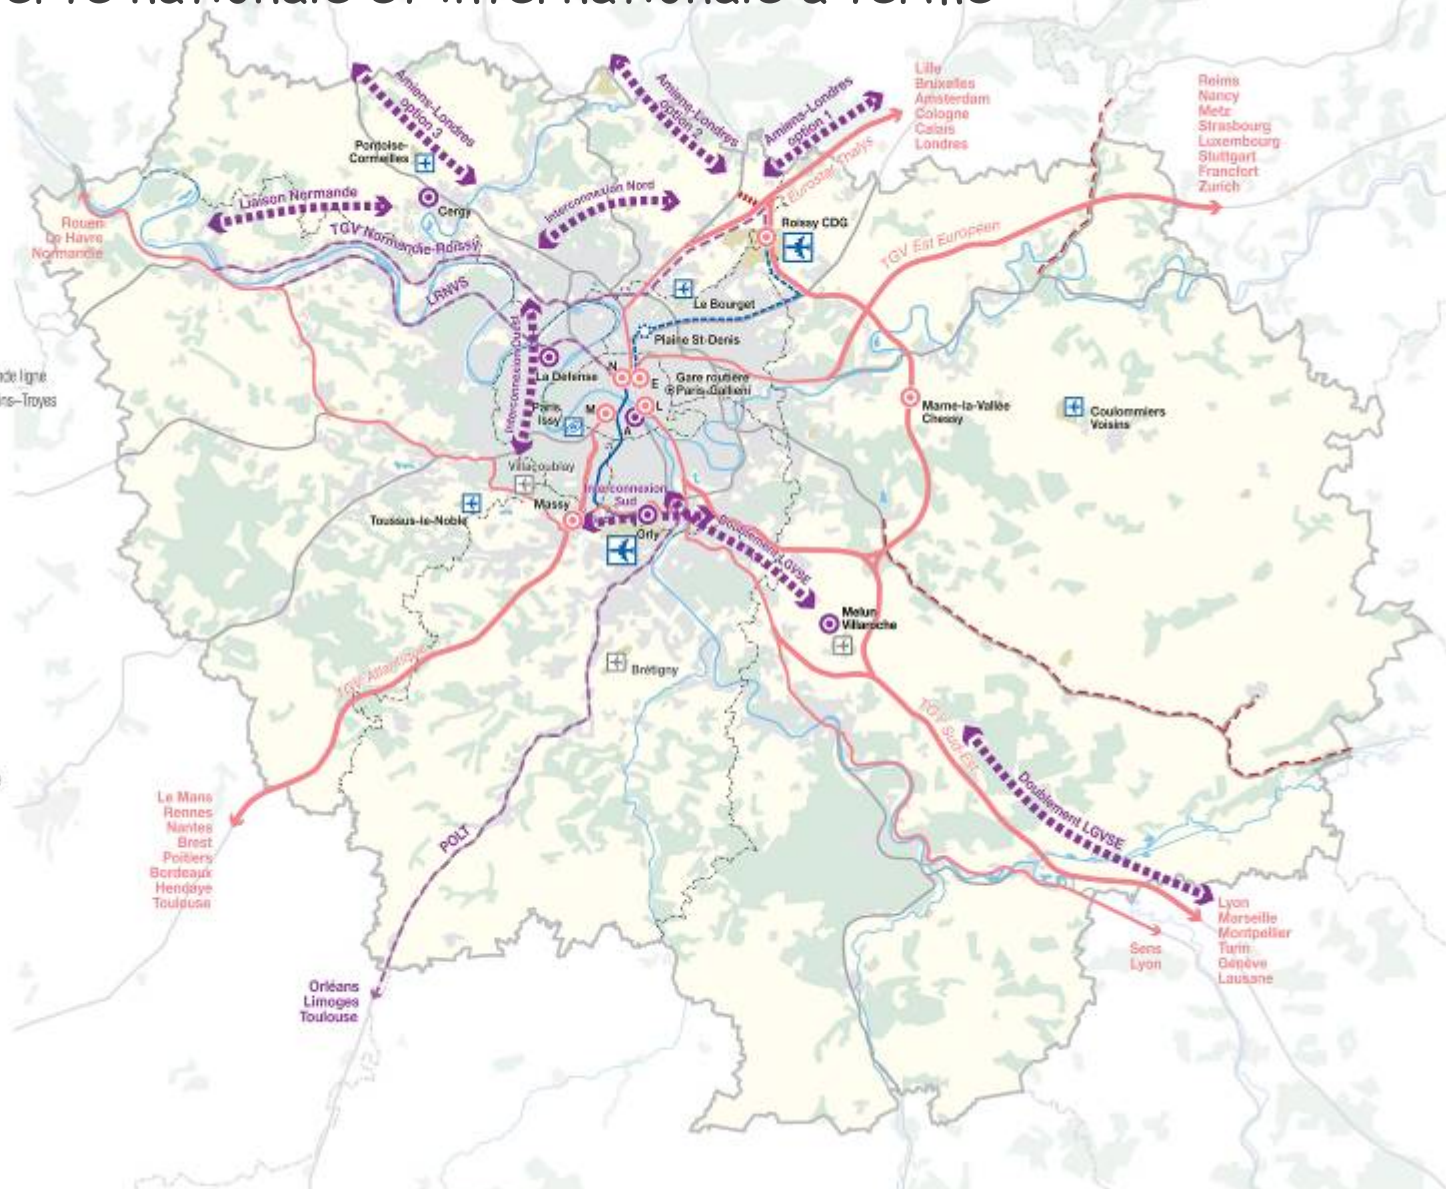 Amiens-Londres
option 3
Amiens-Londres
option 2
Amiens-Londres
option 1
Lille
Bruxelles
Amsterdam
Cologne
Calais
Londres
Reims
Nancy
Metz
Strasbourg
Luxembourg
Stuttgart
Francfort
Zurich
Eurostar Thalys
Pontoise-
Cormeilles
Cergy
Liaison Normande
Interconnexion Nord
Roissy CDG
TGV Est Européen
Rouen
Le Havre
Normandie
TGV Normandie-Roissy
LRNVS
Le Bourget
Plaine St-Denis
Interconnexion Ouest
La Défense
N
E
Gare routière
Paris-Gallieni
M
L
A
Paris
Issy
Marne-la-Vallée
Chessy
Coulommiers
Voisins
ins–Troyes
Villacoublay
Toussus-le-Noble
Massy
Interconnexion
Sud
Orly
Doublement LGVSE
Melun
Villaroche
Brétigny
TGV Atlantique
TGV Sud-Est
Doublement LGVSE
POLT
Le Mans
Rennes
Nantes
Brest
Poitiers
Bordeaux
Hendaye
Toulouse
Orléans
Limoges
Toulouse
Sens
Lyon
Lyon
Marseille
Montpellier
Turin
Genève
Lausane